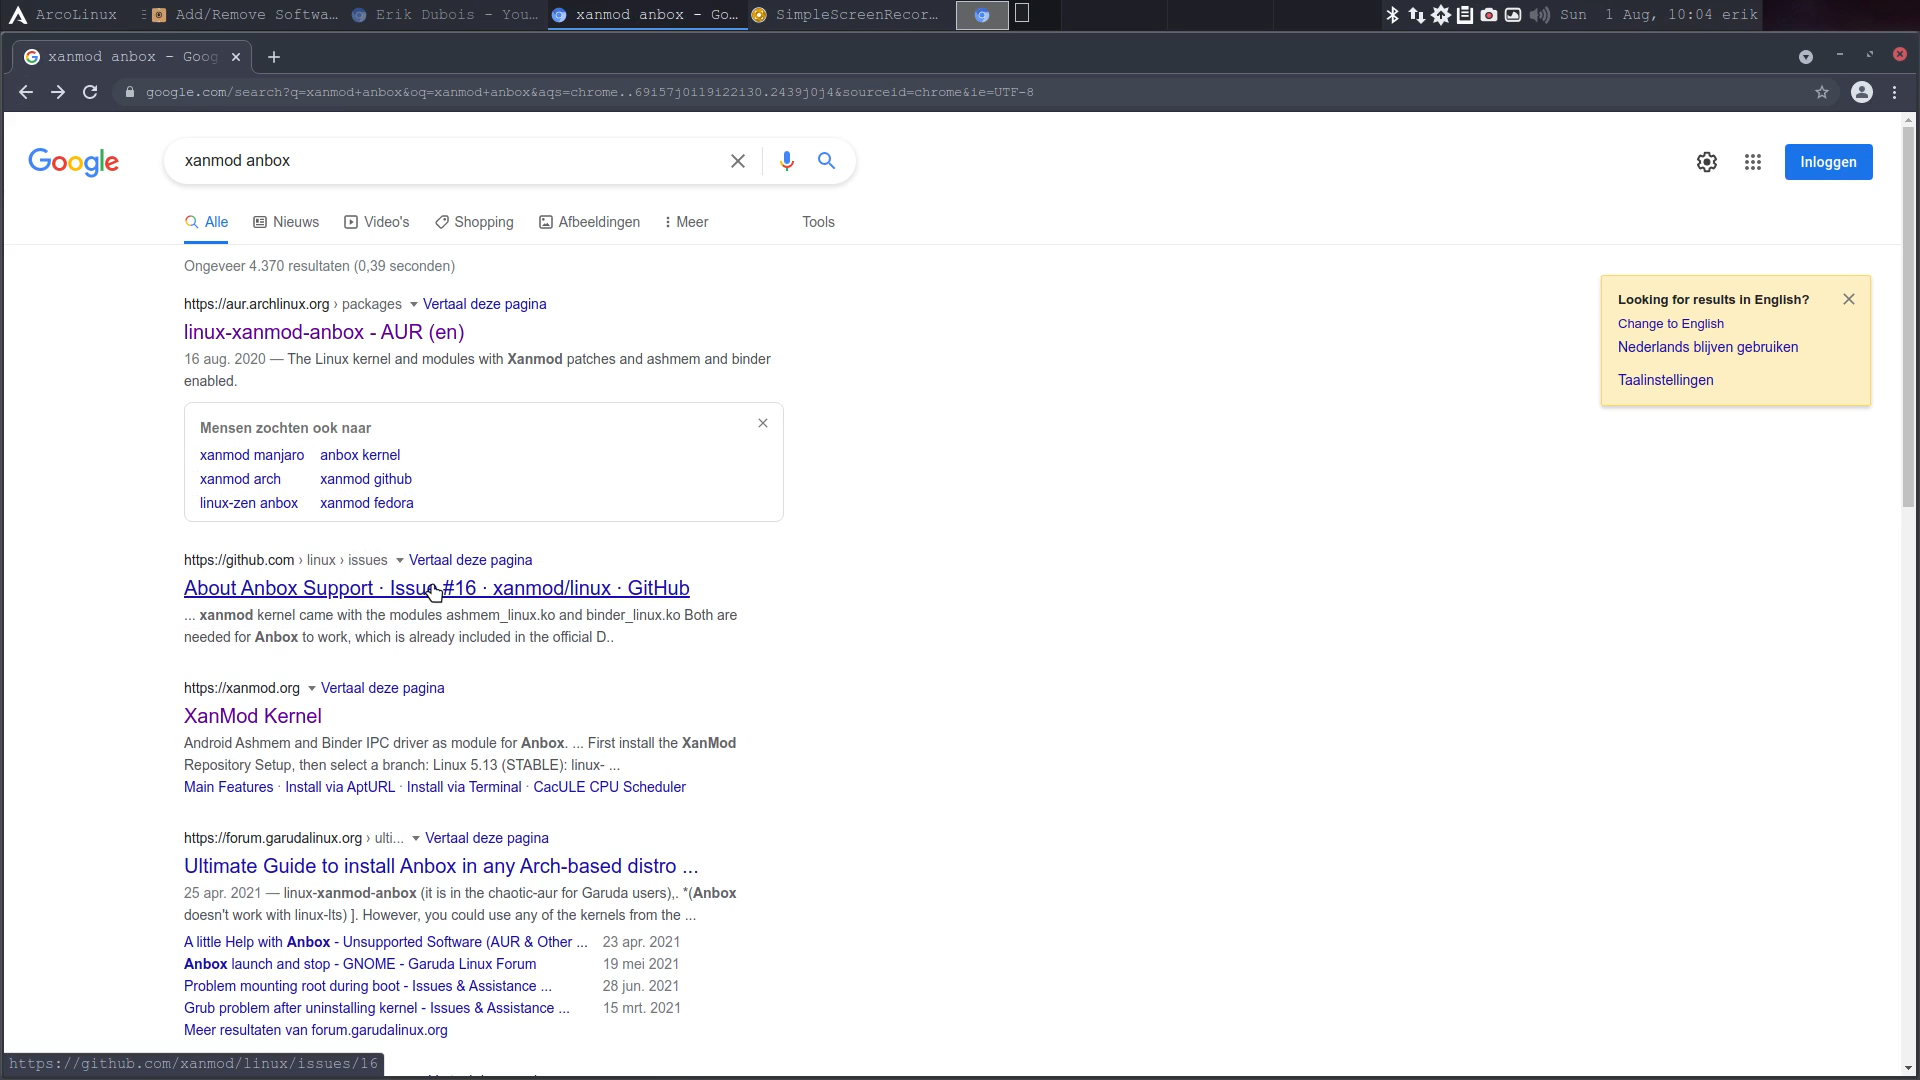 ArcoLinux
Add/Remove Softwa...
Erik Dubois - You...
xanmod anbox - Go...
SimpleScreenRecor...
Sun 1 Aug, 10:04 erik
xanmod anbox - Goog
google.com/search?q=xanmod+anbox&oq=xanmod+anbox&aqs=chrome..69i57j0i19i22i30.2439j0j4&sourceid=chrome&ie=UTF-8
Google
xanmod anbox
Inloggen
Alle Nieuws Video's Shopping Afbeeldingen Meer Tools
Ongeveer 4.370 resultaten (0,39 seconden)
https://aur.archlinux.org › packages Vertaal deze pagina
linux-xanmod-anbox - AUR (en)
16 aug. 2020 — The Linux kernel and modules with Xanmod patches and ashmem and binder
enabled.
Mensen zochten ook naar
xanmod manjaro anbox kernel
xanmod arch xanmod github
linux-zen anbox xanmod fedora
https://github.com › linux › issues Vertaal deze pagina
About Anbox Support · Issue #16 · xanmod/linux · GitHub
... xanmod kernel came with the modules ashmem_linux.ko and binder_linux.ko Both are
needed for Anbox to work, which is already included in the official D..
https://xanmod.org Vertaal deze pagina
XanMod Kernel
Android Ashmem and Binder IPC driver as module for Anbox. ... First install the XanMod
Repository Setup, then select a branch: Linux 5.13 (STABLE): linux- ...
Main Features · Install via AptURL · Install via Terminal · CacULE CPU Scheduler
https://forum.garudalinux.org › ulti... Vertaal deze pagina
Ultimate Guide to install Anbox in any Arch-based distro ...
25 apr. 2021 — linux-xanmod-anbox (it is in the chaotic-aur for Garuda users),. *(Anbox
doesn't work with linux-lts) ]. However, you could use any of the kernels from the ...
A little Help with Anbox - Unsupported Software (AUR & Other ... 23 apr. 2021
Anbox launch and stop - GNOME - Garuda Linux Forum 19 mei 2021
Problem mounting root during boot - Issues & Assistance ... 28 jun. 2021
Grub problem after uninstalling kernel - Issues & Assistance ... 15 mrt. 2021
Meer resultaten van forum.garudalinux.org
Looking for results in English?
Change to English
Nederlands blijven gebruiken
Taalinstellingen
https://github.com/xanmod/linux/issues/16